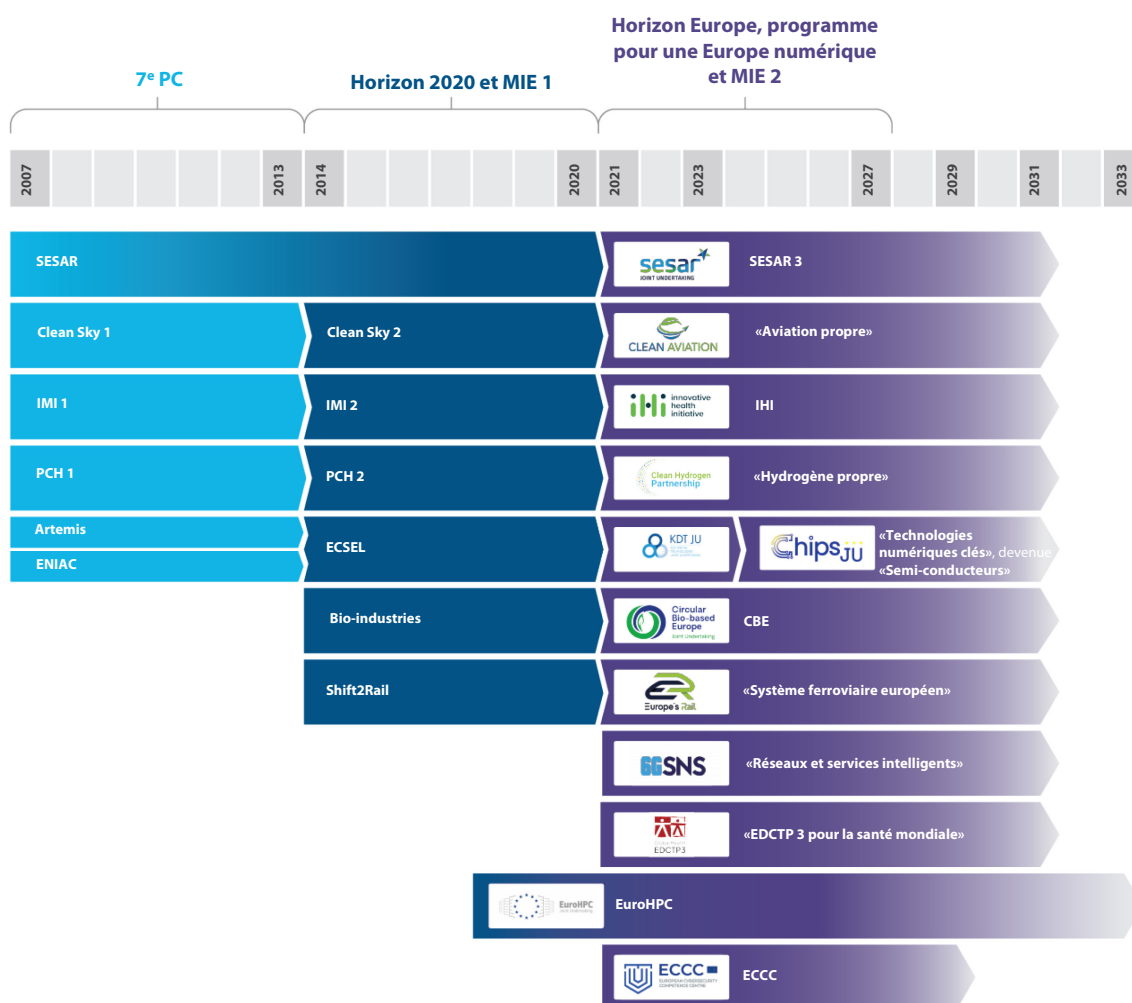 Horizon Europe, programme
pour une Europe numérique
et MIE 2
7e PC
Horizon 2020 et MIE 1
2007
2013
2014
2020
2021
2023
2027
2029
2031
2033
SESAR
sesar
JOINT UNDERTAKING
SESAR 3
Clean Sky 1
Clean Sky 2
CLEAN AVIATION
«Aviation propre»
IMI 1
IMI 2
iHi innovative
health
initiative
IHI
PCH 1
PCH 2
Clean Hydrogen
Partnership
«Hydrogène propre»
Artemis
ENIAC
ECSEL
KDT JU
Chips JU
«Technologies
numériques clés», devenue
«Semi-conducteurs»
Bio-industries
Circular
Bio-based
Europe
Joint Undertaking
CBE
Shift2Rail
Europe's Rail
«Système ferroviaire européen»
6GSNS
«Réseaux et services intelligents»
EDCTP3
«EDCTP 3 pour la santé mondiale»
EuroHPC
Joint Undertaking
EuroHPC
ECCC
EUROPEAN CYBERSECURITY
COMPETENCE CENTRE
ECCC